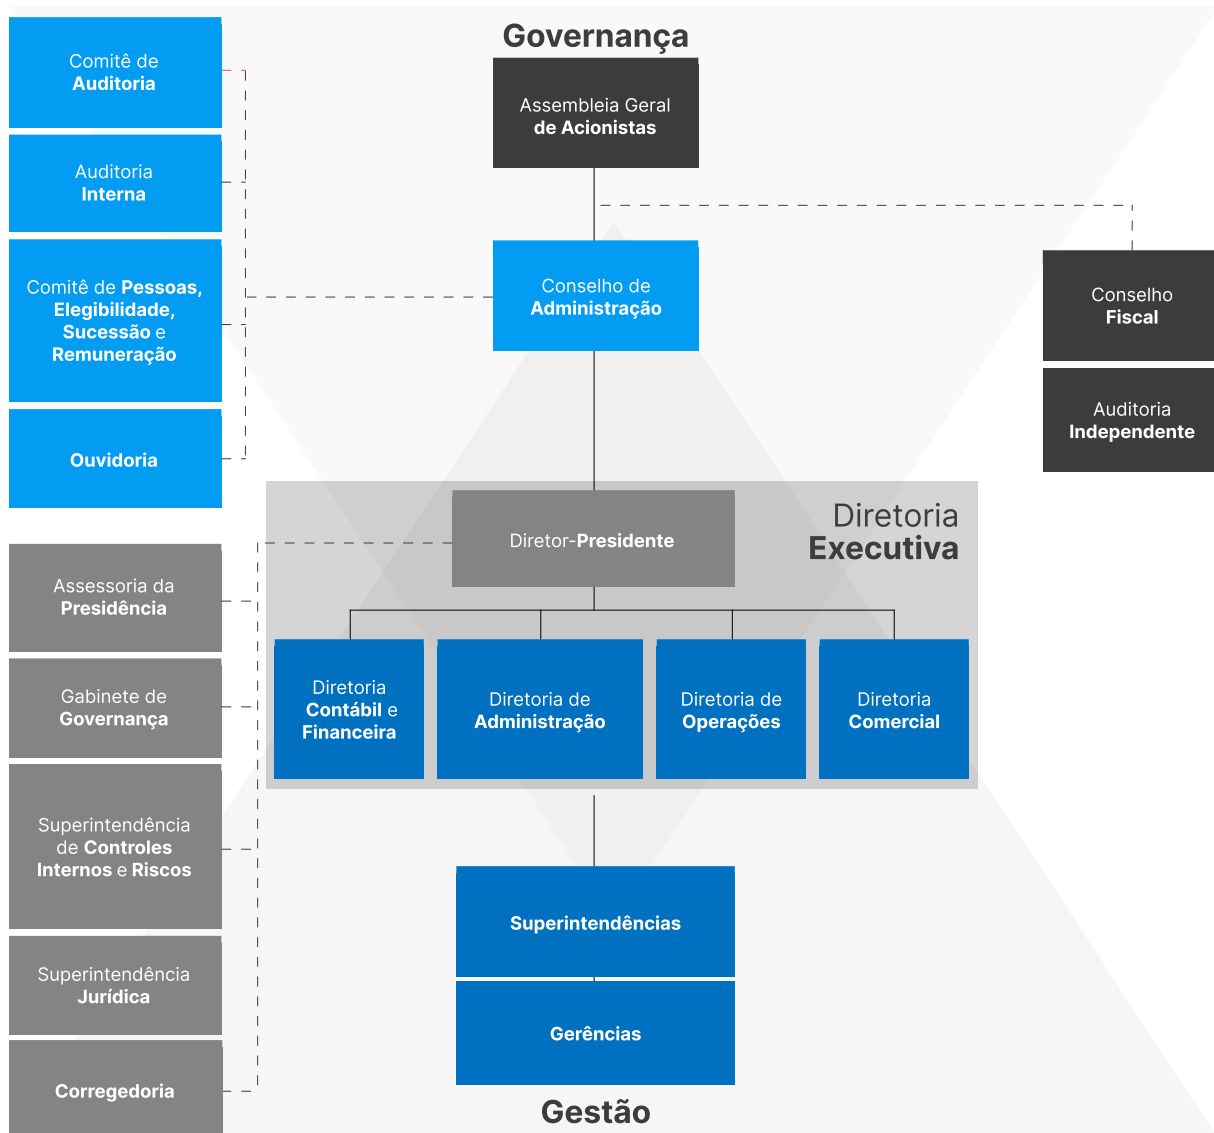 Governança
Assembleia Geral
de Acionistas
Comitê de
Auditoria
Auditoria
Interna
Comitê de Pessoas,
Elegibilidade,
Sucessão e
Remuneração
Ouvidoria
Conselho de
Administração
Conselho
Fiscal
Auditoria
Independente
Diretoria
Executiva
Diretor-Presidente
Assessoria da
Presidência
Gabinete de
Governança
Superintendência
de Controles
Internos e Riscos
Superintendência
Jurídica
Corregedoria
Diretoria
Contábil e
Financeira
Diretoria de
Administração
Diretoria de
Operações
Diretoria
Comercial
Superintendências
Gerências
Gestão